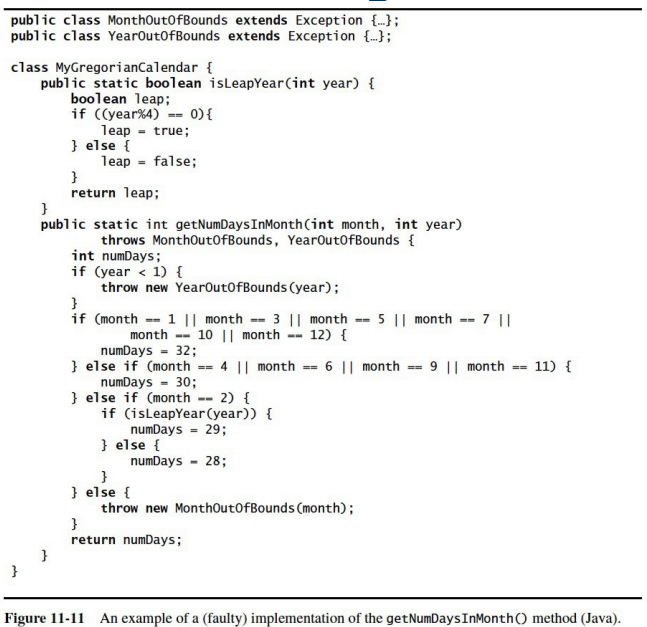 public class MonthOutOfBounds extends Exception {…};
public class YearOutOfBounds extends Exception {…};
class MyGregorianCalendar {
public static boolean isLeapYear(int year) {
boolean leap;
if ((year%4) == 0){
leap = true;
} else {
leap = false;
}
return leap;
}
public static int getNumDaysInMonth(int month, int year)
throws MonthOutOfBounds, YearOutOfBounds {
int numDays;
if (year < 1) {
throw new YearOutOfBounds(year);
}
if (month == 1 || month == 3 || month == 5 || month == 7 ||
month == 10 || month == 12) {
numDays = 32;
} else if (month == 4 || month == 6 || month == 9 || month == 11) {
numDays = 30;
} else if (month == 2) {
if (isLeapYear(year)) {
numDays = 29;
} else {
numDays = 28;
}
} else {
throw new MonthOutOfBounds(month);
}
return numDays;
}
}
Figure 11-11 An example of a (faulty) implementation of the getNumDaysInMonth() method (Java).